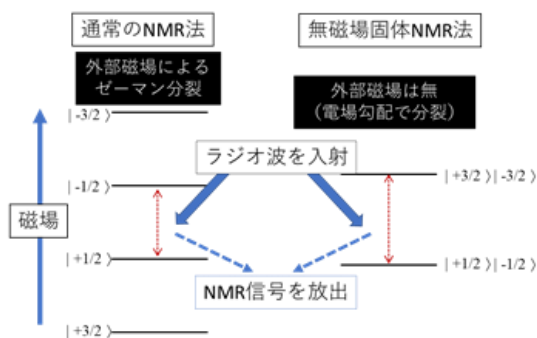 通常のNMR法
無磁場固体NMR法
外部磁場による
ゼーマン分裂
外部磁場は無
(電場勾配で分裂)
| -3/2 〉
ラジオ波を入射
| +3/2 〉| -3/2 〉
| -1/2 〉
磁場
| +1/2 〉
| +1/2 〉| -1/2 〉
NMR信号を放出
| +3/2 〉